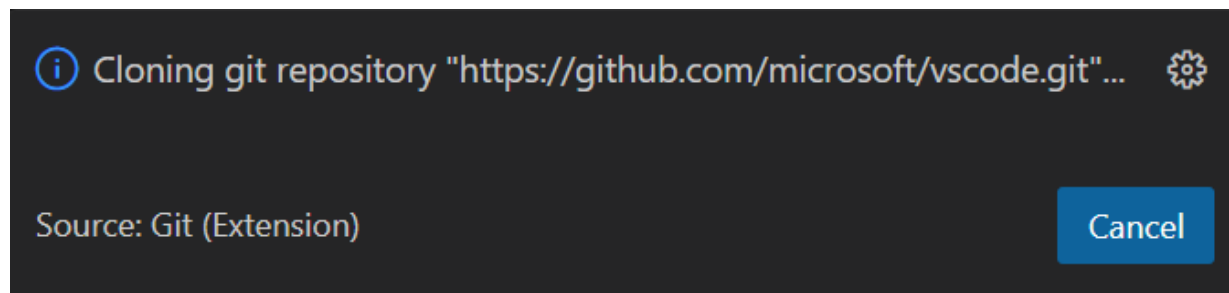 Cloning git repository "https://github.com/microsoft/vscode.git"...
Source: Git (Extension)
Cancel